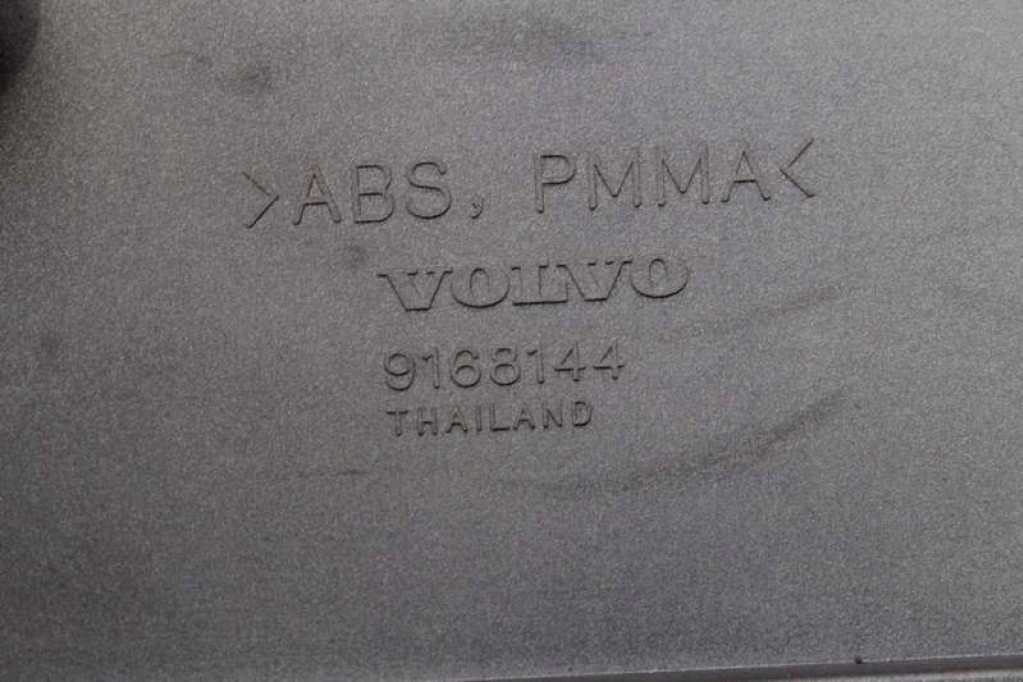 >ABS, PMMA<
VOLVO
9168144
THAILAND